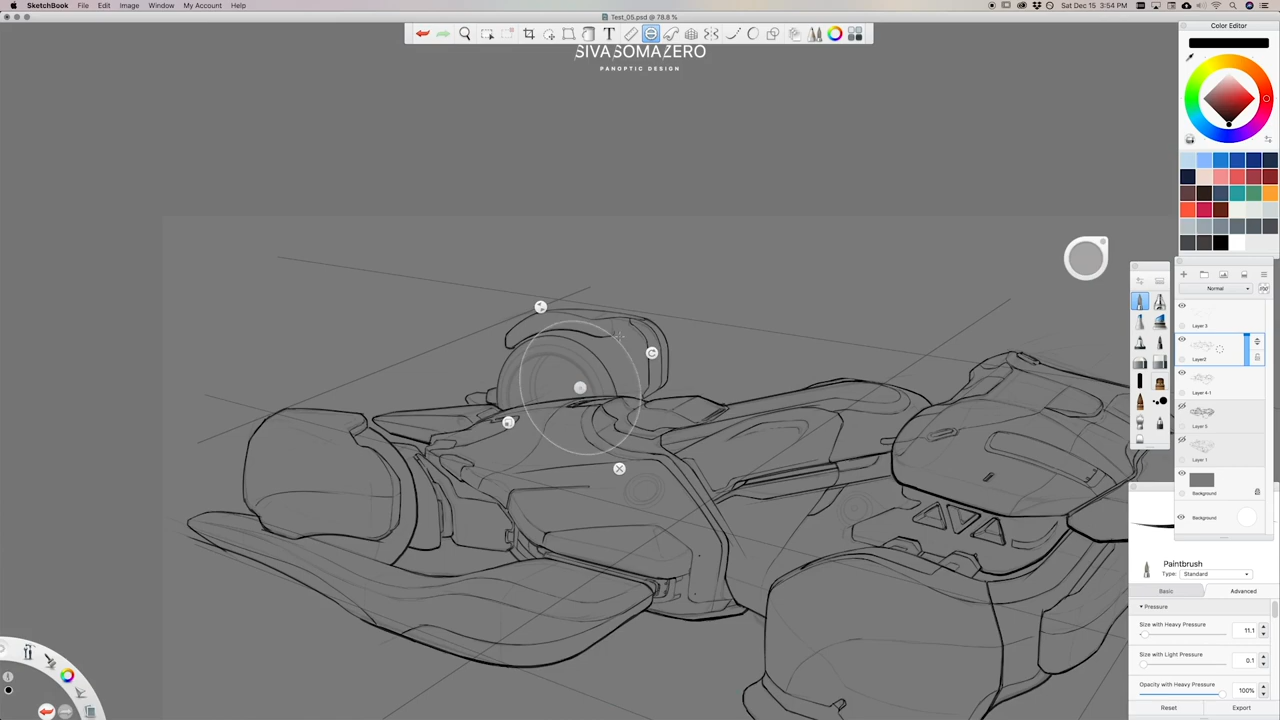 SketchBook File Edit Image Window My Account Help
Sat Dec 15 3:54 PM
Test_05.psd @ 78.8 %
SIVASOMAZERO
PANOPTIC DESIGN
Color Editor
Normal
Layer 3
Layer2
Layer 4-1
Layer 5
Layer 1
Background
Background
Paintbrush
Type: Standard
Basic Advanced
Pressure
Size with Heavy Pressure
11.1
Size with Light Pressure
0.1
Opacity with Heavy Pressure
100%
Reset Export